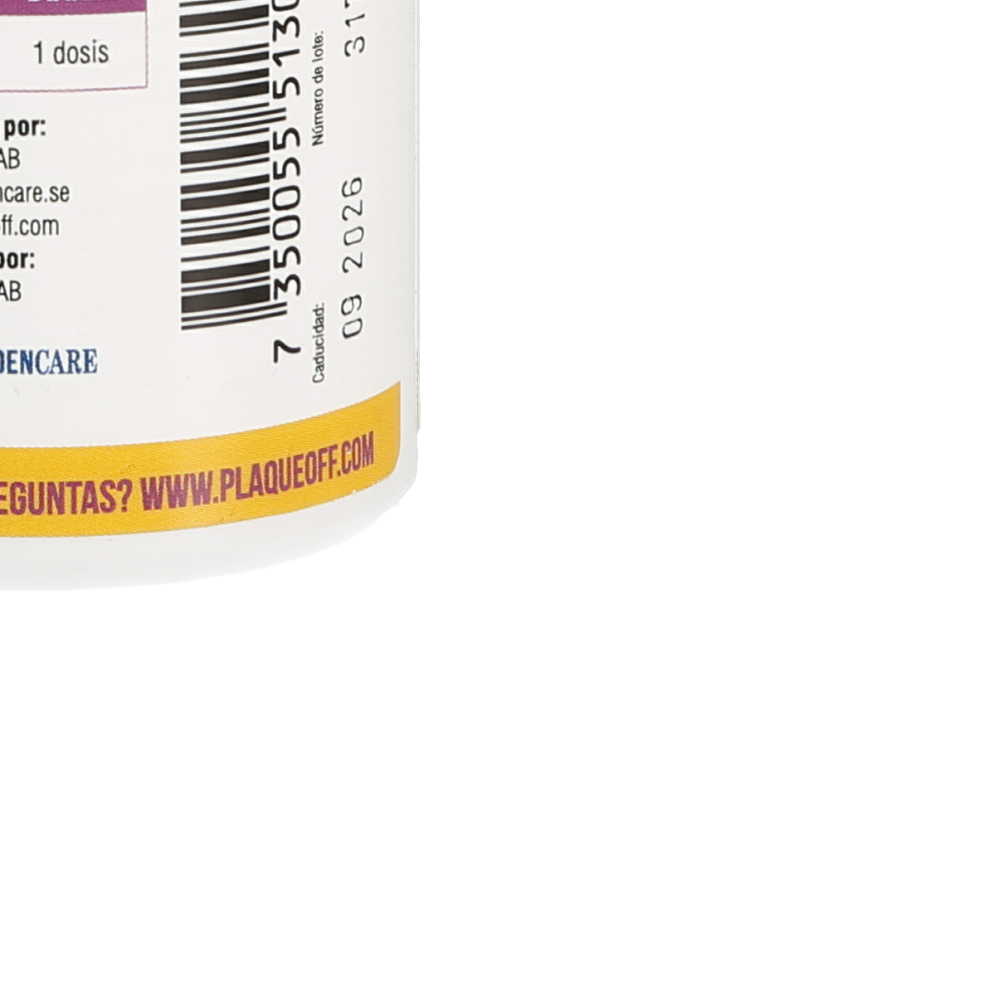 1 dosis
por:
AB
ncare.se
ff.com
por:
AB
DENCARE
7 350055 5130
Número de lote:
317
Caducidad:
09 2026
EGUNTAS? WWW.PLAQUEOFF.COM